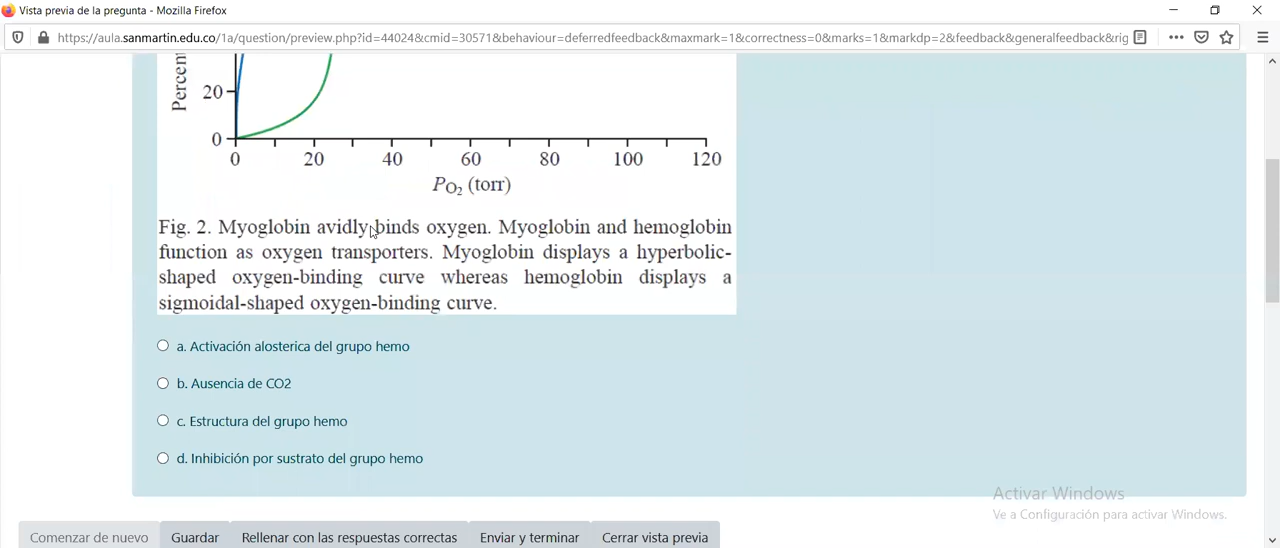 Vista previa de la pregunta - Mozilla Firefox
https://aula.sanmartin.edu.co/1a/question/preview.php?id=44024&cmid=30571&behaviour=deferredfeedback&maxmark=1&correctness=0&marks=1&markdp=2&feedback&generalfeedback&rig
Percen
20
0
0 20 40 60 80 100 120
PO2 (torr)
Fig. 2. Myoglobin avidly binds oxygen. Myoglobin and hemoglobin
function as oxygen transporters. Myoglobin displays a hyperbolic-
shaped oxygen-binding curve whereas hemoglobin displays a
sigmoidal-shaped oxygen-binding curve.
a. Activación alosterica del grupo hemo
b. Ausencia de CO2
c. Estructura del grupo hemo
d. Inhibición por sustrato del grupo hemo
Activar Windows
Ve a Configuración para activar Windows.
Comenzar de nuevo Guardar Rellenar con las respuestas correctas Enviar y terminar Cerrar vista previa